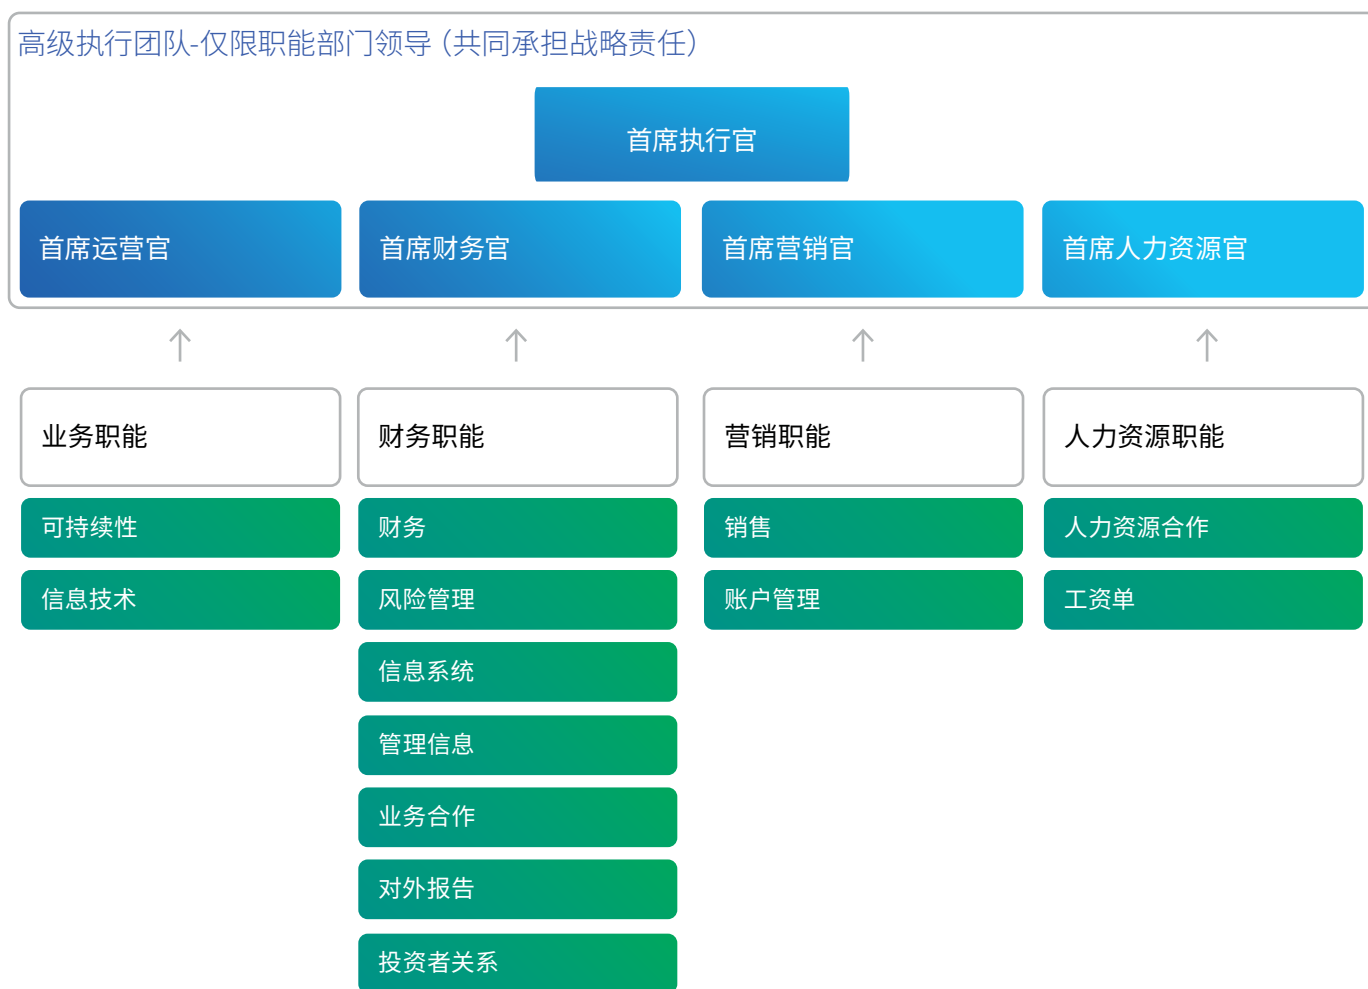 高级执行团队-仅限职能部门领导（共同承担战略责任）
首席执行官
首席运营官
首席财务官
首席营销官
首席人力资源官
业务职能
财务职能
营销职能
人力资源职能
可持续性
财务
销售
人力资源合作
信息技术
风险管理
账户管理
工资单
信息系统
管理信息
业务合作
对外报告
投资者关系